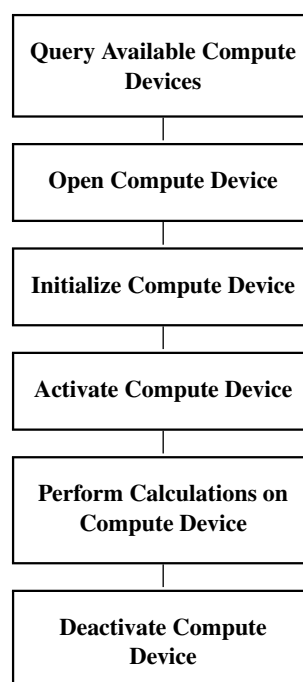 Query Available Compute
Devices
Open Compute Device
Initialize Compute Device
Activate Compute Device
Perform Calculations on
Compute Device
Deactivate Compute
Device